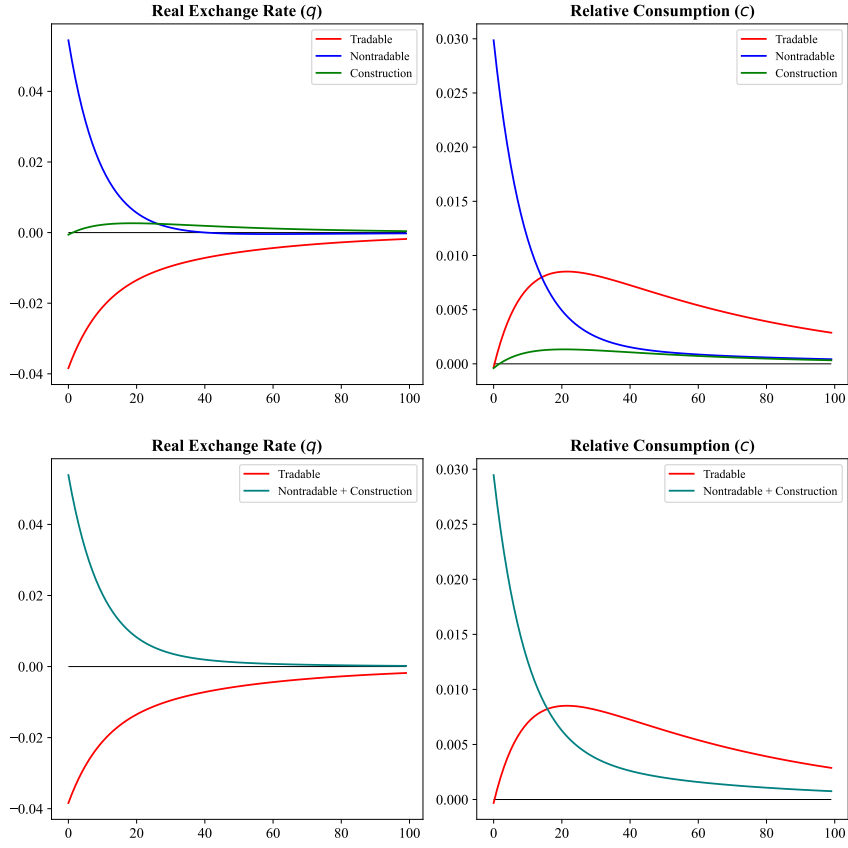 Real Exchange Rate (q)
Tradable
Nontradable
Construction
0.04
0.02
0.00
−0.02
−0.04
0 20 40 60 80 100
Relative Consumption (c)
Tradable
Nontradable
Construction
0.030
0.025
0.020
0.015
0.010
0.005
0.000
0 20 40 60 80 100
Real Exchange Rate (q)
Tradable
Nontradable + Construction
0.04
0.02
0.00
−0.02
−0.04
0 20 40 60 80 100
Relative Consumption (c)
Tradable
Nontradable + Construction
0.030
0.025
0.020
0.015
0.010
0.005
0.000
0 20 40 60 80 100